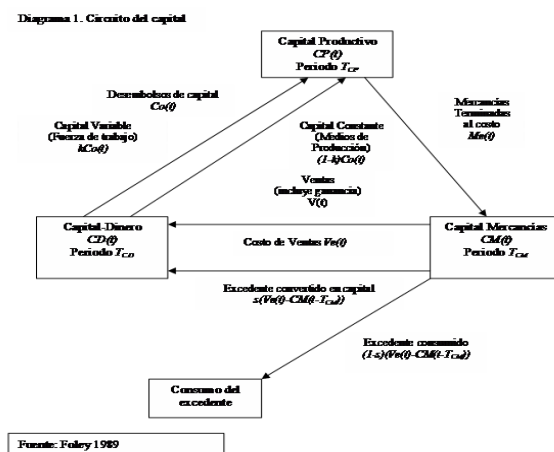 Diagrama 1. Circuito del capital
Capital Productivo
CP(t)
Periodo T_CP
Desembolsos de capital
Co(t)
Capital Variable
(Fuerza de trabajo)
kCo(t)
Capital Constante
(Medios de
Producción)
(1-k)Co(t)
Mercancías
Terminadas
al costo
Me(t)
Ventas
(incluye ganancia)
V(t)
Capital-Dinero
CD(t)
Periodo T_CD
Costo de Ventas Ve(t)
Capital Mercancías
CM(t)
Periodo T_CM
Excedente convertido en capital
s(Ve(t)-CM(t-T_CM))
Excedente consumido
(1-s)(Ve(t)-CM(t-T_CM))
Consumo del
excedente
Fuente: Foley 1989